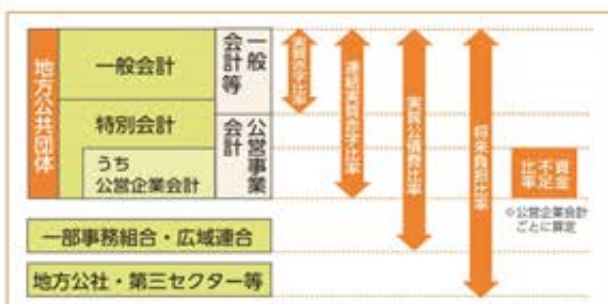 地方公共団体
一般会計
特別会計
うち
公営企業会計
一般
会計等
公営事業
会計
実質赤字比率
連結実質赤字比率
実質公債費比率
将来負担比率
資金
不足
比率
※公営企業会計
ごとに算定
一部事務組合・広域連合
地方公社・第三セクター等